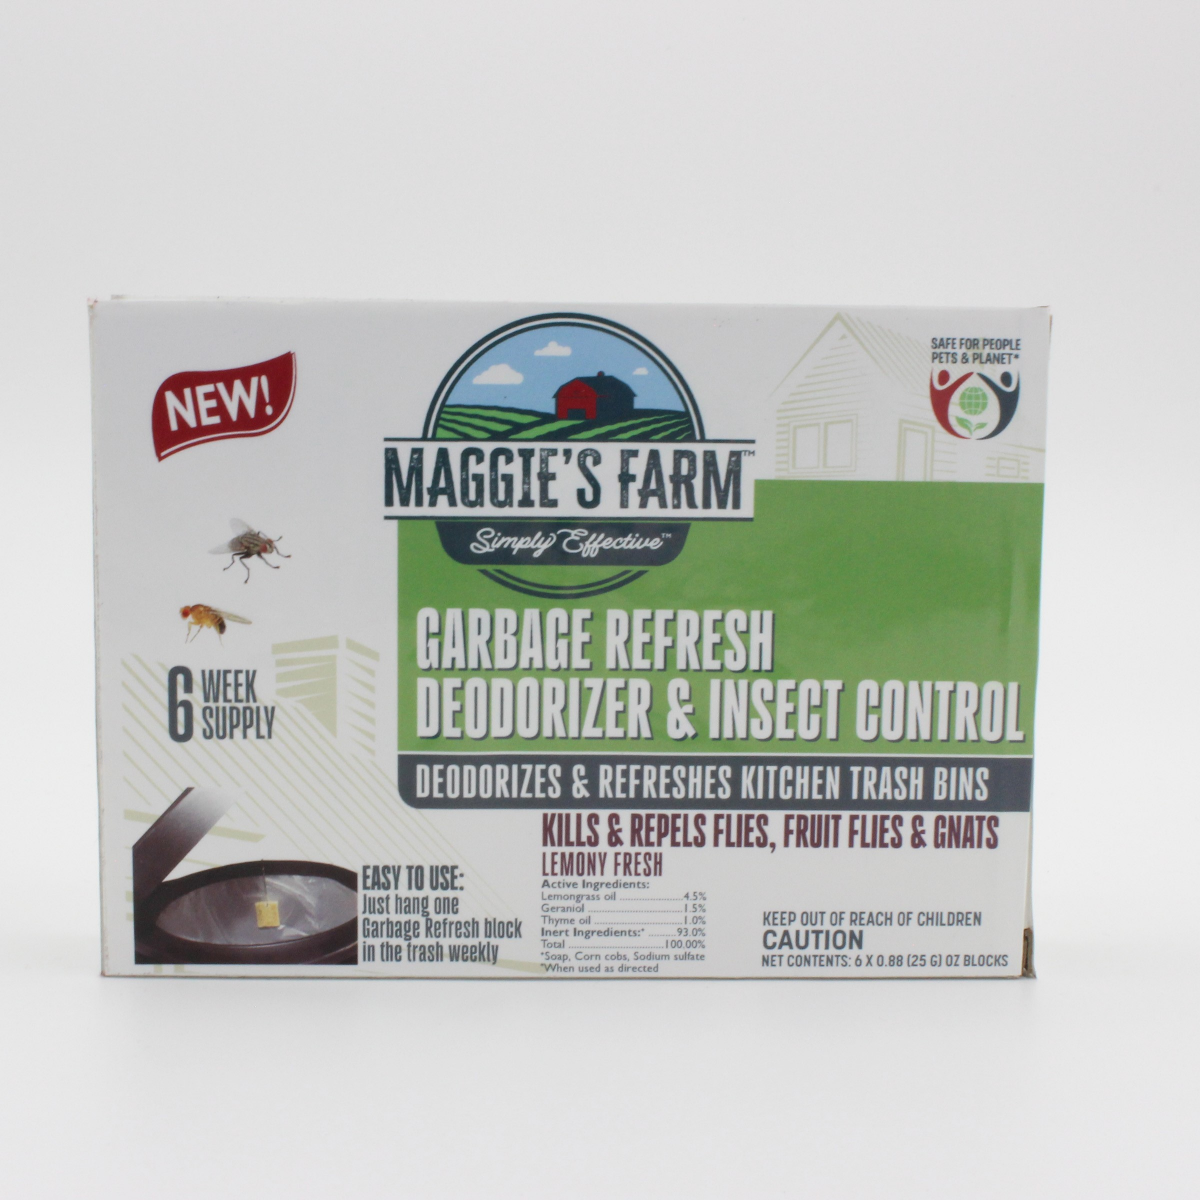 NEW!
SAFE FOR PEOPLE
PETS & PLANET*
MAGGIE'S FARM™
Simply Effective™
GARBAGE REFRESH
DEODORIZER & INSECT CONTROL
DEODORIZES & REFRESHES KITCHEN TRASH BINS
6 WEEK
SUPPLY
KILLS & REPELS FLIES, FRUIT FLIES & GNATS
LEMONY FRESH
EASY TO USE:
Just hang one
Garbage Refresh block
in the trash weekly
Active Ingredients:
Lemongrass oil ..................4.5%
Geraniol ...........................1.5%
Thyme oil .........................1.0%
Inert Ingredients:* .........93.0%
Total ..........................100.00%
*Soap, Corn cobs, Sodium sulfate
*When used as directed
KEEP OUT OF REACH OF CHILDREN
CAUTION
NET CONTENTS: 6 X 0.88 (25 G) OZ BLOCKS